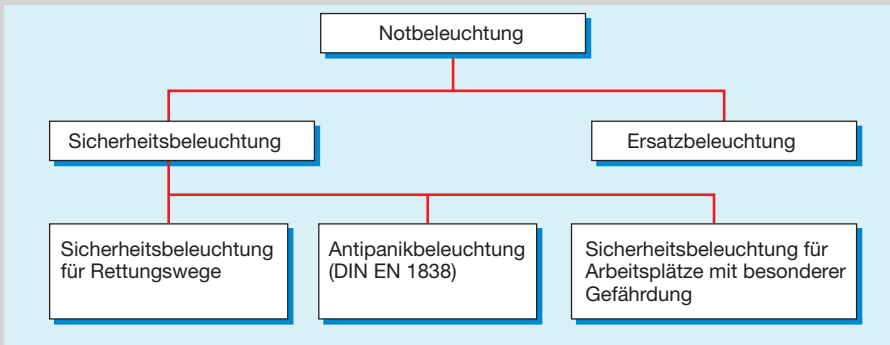 Notbeleuchtung
Sicherheitsbeleuchtung
Ersatzbeleuchtung
Sicherheitsbeleuchtung
für Rettungswege
Antipanikbeleuchtung
(DIN EN 1838)
Sicherheitsbeleuchtung für
Arbeitsplätze mit besonderer
Gefährdung